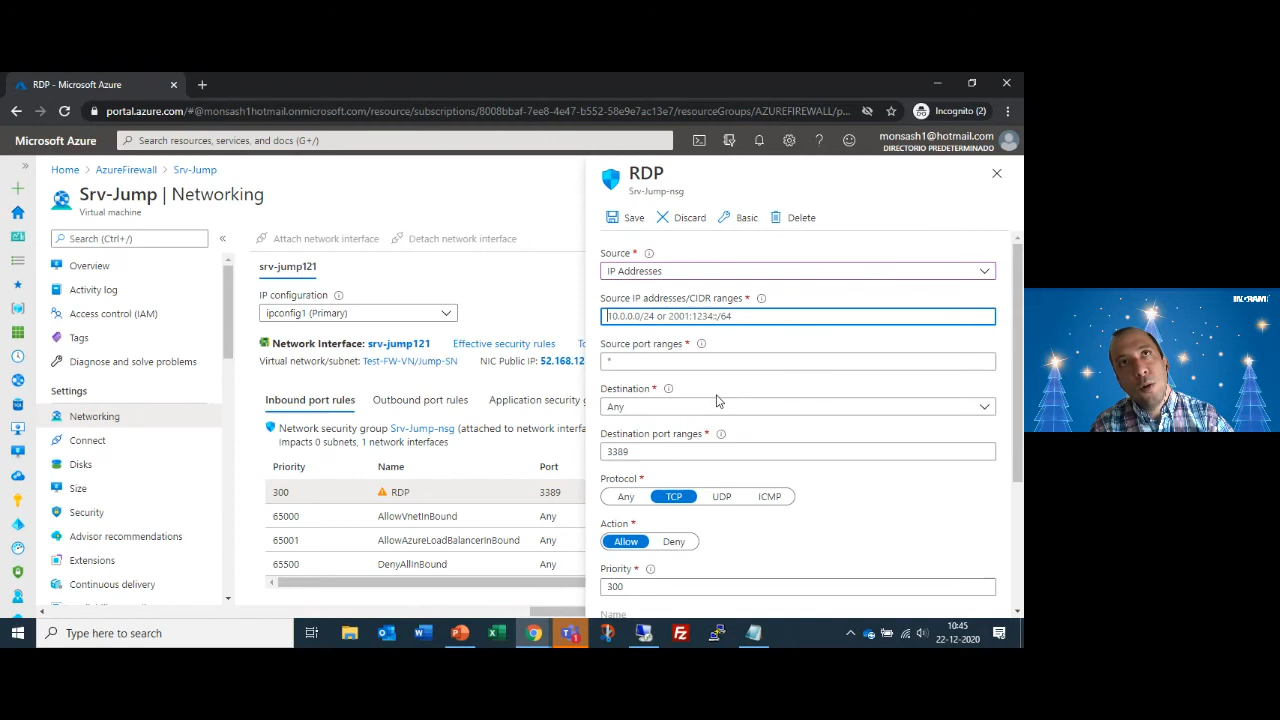 RDP - Microsoft Azure
portal.azure.com/#@monsash1hotmail.onmicrosoft.com/resource/subscriptions/8008bbaf-7ee8-4e47-b552-58e9e7ac13e7/resourceGroups/AZUREFIREWALL/p...
Incognito (2)
Microsoft Azure
Search resources, services, and docs (G+/)
monsash1@hotmail.com
DIRECTORIO PREDETERMINADO
Home > AzureFirewall > Srv-Jump
Srv-Jump | Networking
Virtual machine
Search (Ctrl+/)
Overview
Activity log
Access control (IAM)
Tags
Diagnose and solve problems
Settings
Networking
Connect
Disks
Size
Security
Advisor recommendations
Extensions
Continuous delivery
Attach network interface
Detach network interface
srv-jump121
IP configuration
ipconfig1 (Primary)
Network Interface: srv-jump121
Effective security rules
To
Virtual network/subnet: Test-FW-VN/Jump-SN
NIC Public IP: 52.168.12
Inbound port rules
Outbound port rules
Application security g
Network security group Srv-Jump-nsg (attached to network interfa
impacts 0 subnets, 1 network interfaces
Priority Name Port
300 RDP 3389
65000 AllowVnetInBound Any
65001 AllowAzureLoadBalancerInBound Any
65500 DenyAllInBound Any
RDP
Srv-Jump-nsg
Save
Discard
Basic
Delete
Source *
IP Addresses
Source IP addresses/CIDR ranges *
10.0.0.0/24 or 2001:1234::/64
Source port ranges *
*
Destination *
Any
Destination port ranges *
3389
Protocol *
Any TCP UDP ICMP
Action *
Allow Deny
Priority *
300
Name
INGRAM
Type here to search
10:45
22-12-2020